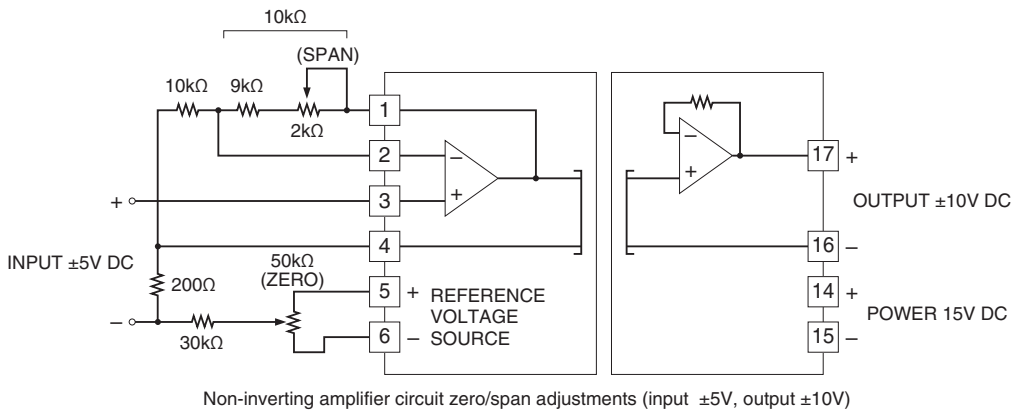 10kΩ
(SPAN)
10kΩ
9kΩ
2kΩ
1
2
3
4
5
6
−
+
+
INPUT ±5V DC
−
200Ω
30kΩ
50kΩ
(ZERO)
+ REFERENCE
VOLTAGE
− SOURCE
−
+
17 +
OUTPUT ±10V DC
16 −
14 +
POWER 15V DC
15 −
Non-inverting amplifier circuit zero/span adjustments (input ±5V, output ±10V)